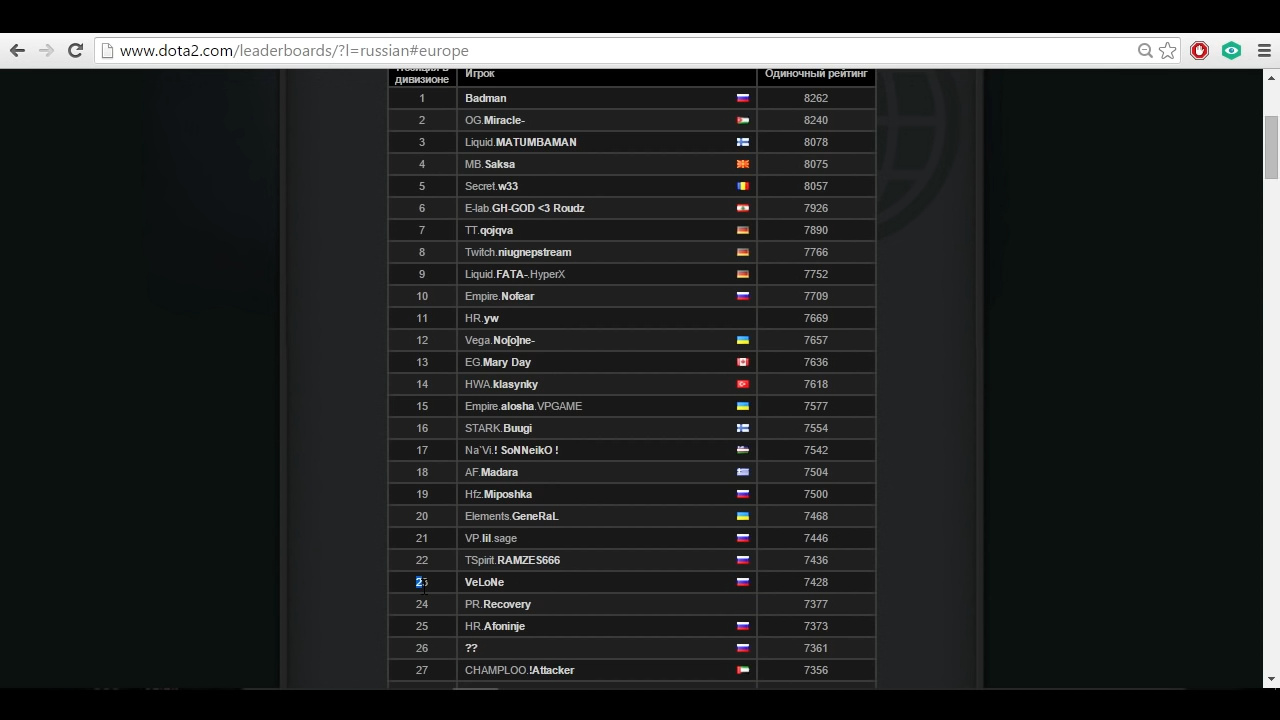 www.dota2.com/leaderboards/?l=russian#europe
Позиция в дивизионе Игрок Одиночный рейтинг
1 Badman 8262
2 OG.Miracle- 8240
3 Liquid.MATUMBAMAN 8078
4 MB.Saksa 8075
5 Secret.w33 8057
6 E-lab.GH-GOD <3 Roudz 7926
7 TT.qojqva 7890
8 Twitch.niugnepstream 7766
9 Liquid.FATA-.HyperX 7752
10 Empire.Nofear 7709
11 HR.yw 7669
12 Vega.No[o]ne- 7657
13 EG.Mary Day 7636
14 HWA.klasynky 7618
15 Empire.alosha.VPGAME 7577
16 STARK.Buugi 7554
17 Na`Vi.! SoNNeikO ! 7542
18 AF.Madara 7504
19 Hfz.Miposhka 7500
20 Elements.GeneRaL 7468
21 VP.lil.sage 7446
22 TSpirit.RAMZES666 7436
23 VeLoNe 7428
24 PR.Recovery 7377
25 HR.Afoninje 7373
26 ?? 7361
27 CHAMPLOO.!Attacker 7356